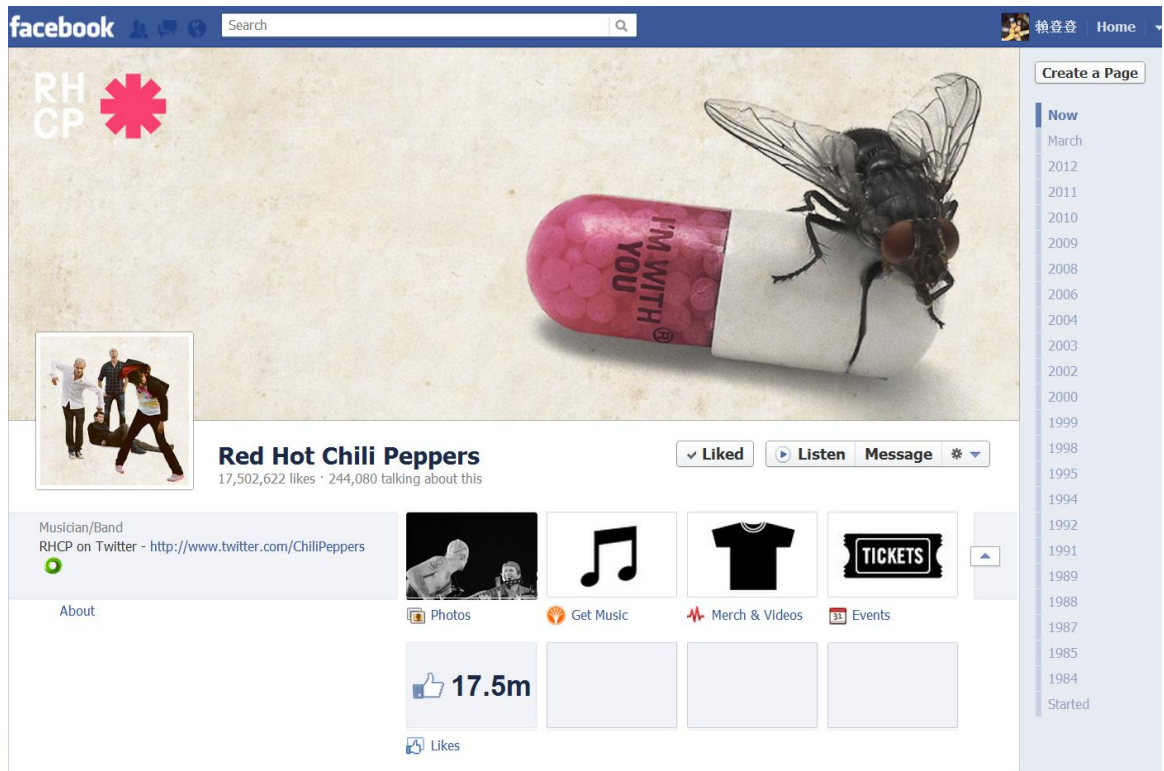 facebook
Search
賴登登
Home
Create a Page
RH
CP
I'M WITH
YOU
®
Now
March
2012
2011
2010
2009
2008
2006
2004
2003
2002
2000
1999
1998
1995
1994
1992
1991
1989
1988
1987
1985
1984
Started
Red Hot Chili Peppers
17,502,622 likes · 244,080 talking about this
Liked
Listen
Message
Musician/Band
RHCP on Twitter - http://www.twitter.com/ChiliPeppers
About
TICKETS
Photos
Get Music
Merch & Videos
31
Events
17.5m
Likes